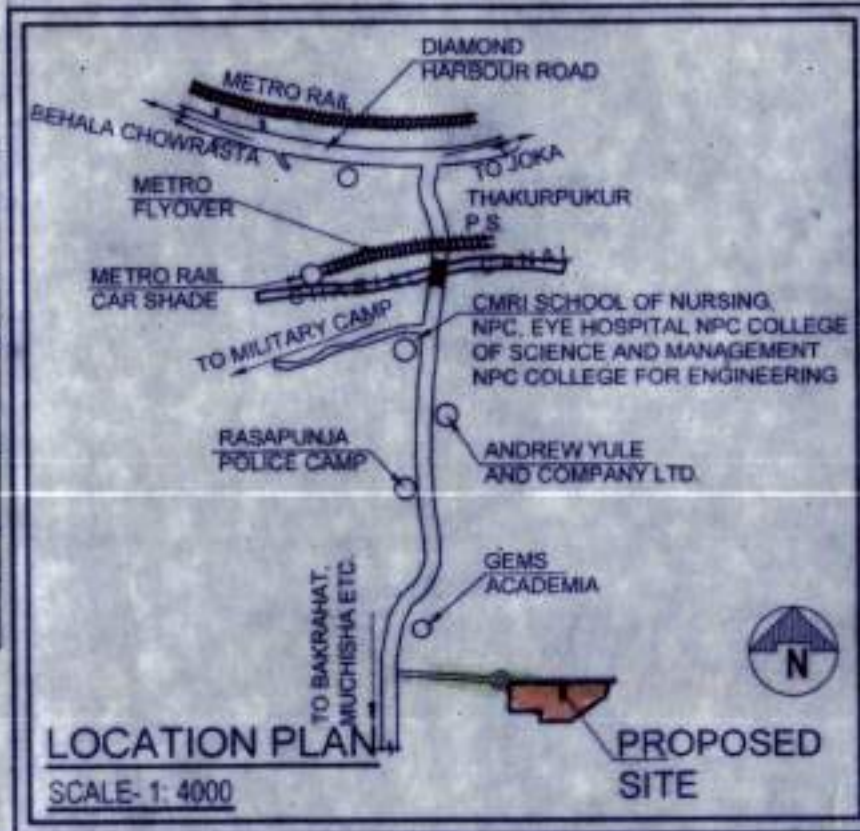 DIAMOND
HARBOUR ROAD
METRO RAIL
BEHALA CHOWRASTA
TO JOKA
METRO
FLYOVER
THAKURPUKUR
P.S.
METRO RAIL
CAR SHADE
CANAL
TO MILITARY CAMP
CMRI SCHOOL OF NURSING,
NPC, EYE HOSPITAL NPC COLLEGE
OF SCIENCE AND MANAGEMENT
NPC COLLEGE FOR ENGINEERING
RASAPUNJA
POLICE CAMP
ANDREW YULE
AND COMPANY LTD.
GEMS
ACADEMIA
TO BAKRAHAT,
MUCHISHA ETC.
N
LOCATION PLAN
SCALE- 1: 4000
PROPOSED
SITE